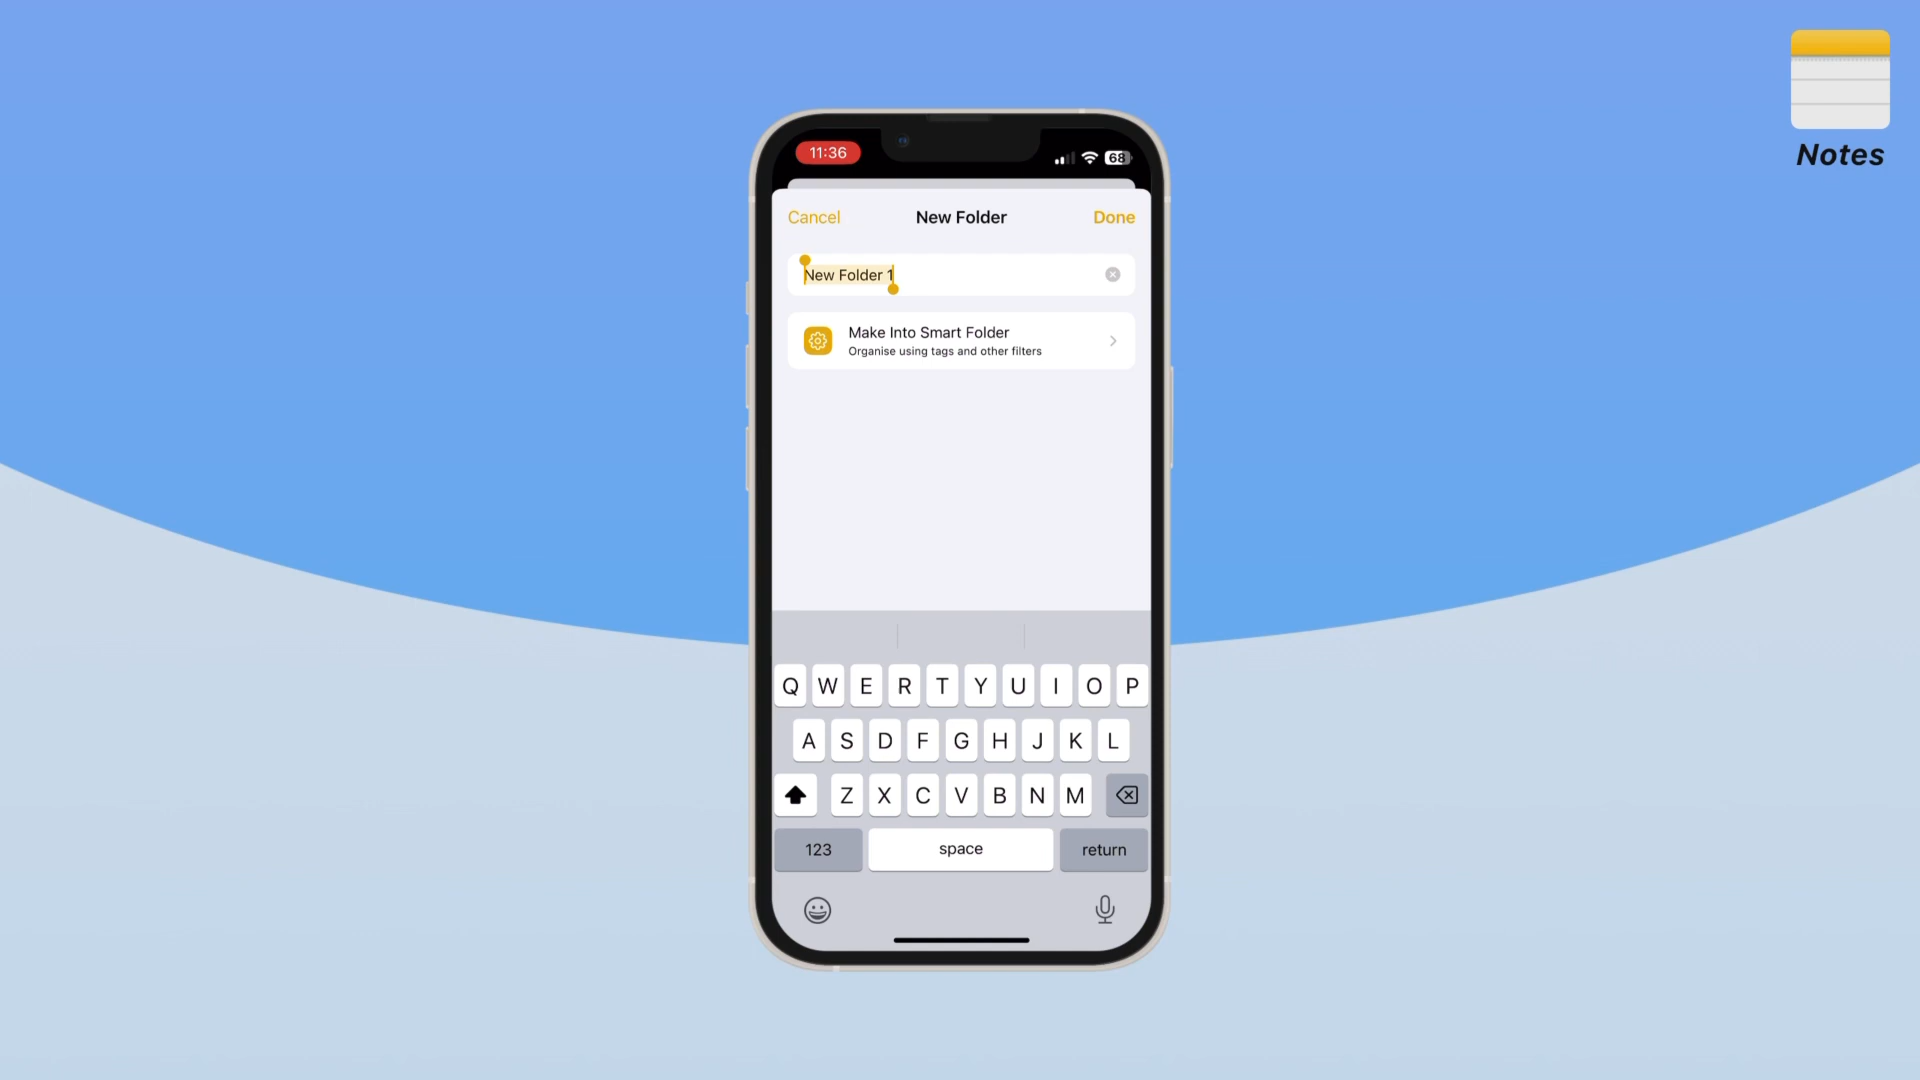 Notes
11:36
68
Cancel New Folder Done
New Folder 1
Make Into Smart Folder
Organise using tags and other filters
Q W E R T Y U I O P
A S D F G H J K L
Z X C V B N M
123 space return